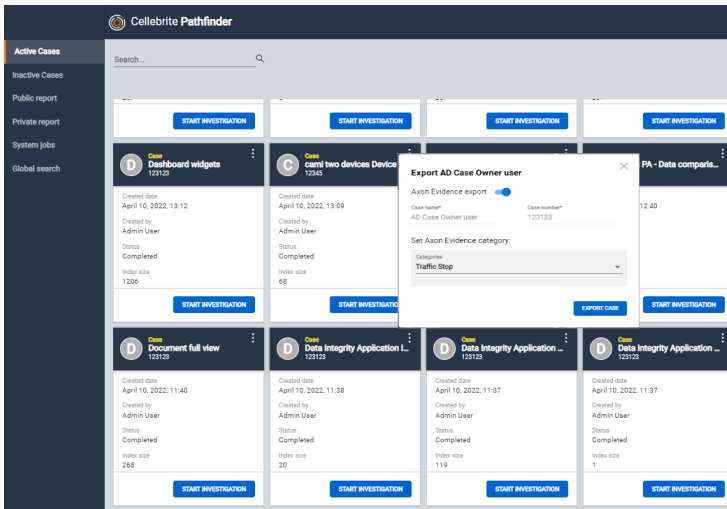 Cellebrite Pathfinder
Active Cases
Inactive Cases
Public report
Private report
System jobs
Global search
Search...
START INVESTIGATION
START INVESTIGATION
START INVESTIGATION
START INVESTIGATION
D
Case
Dashboard widgets
123123
Created date
April 10, 2022, 13:12
Created by
Admin User
Status
Completed
Index size
1206
START INVESTIGATION
C
Case
cami two devices Device
12345
Created date
April 10, 2022, 13:09
Created by
Admin User
Status
Completed
Index size
68
START INVESTIGATIO
Export AD Case Owner user
Axon Evidence export
Case name*
AD Case Owner user
Case number*
123123
Set Axon Evidence category:
Categories
Traffic Stop
EXPORT CASE
PA - Data comparis...
12:40
START INVESTIGATION
D
Case
Document full view
123123
Created date
April 10, 2022, 11:40
Created by
Admin User
Status
Completed
Index size
268
START INVESTIGATION
D
Case
Data Integrity Application I...
123123
Created date
April 10, 2022, 11:38
Created by
Admin User
Status
Completed
Index size
20
START INVESTIGATION
D
Case
Data Integrity Application ...
123123
Created date
April 10, 2022, 11:37
Created by
Admin User
Status
Completed
Index size
119
START INVESTIGATION
D
Case
Data Integrity Application ...
123123
Created date
April 10, 2022, 11:37
Created by
Admin User
Status
Completed
Index size
1
START INVESTIGATION